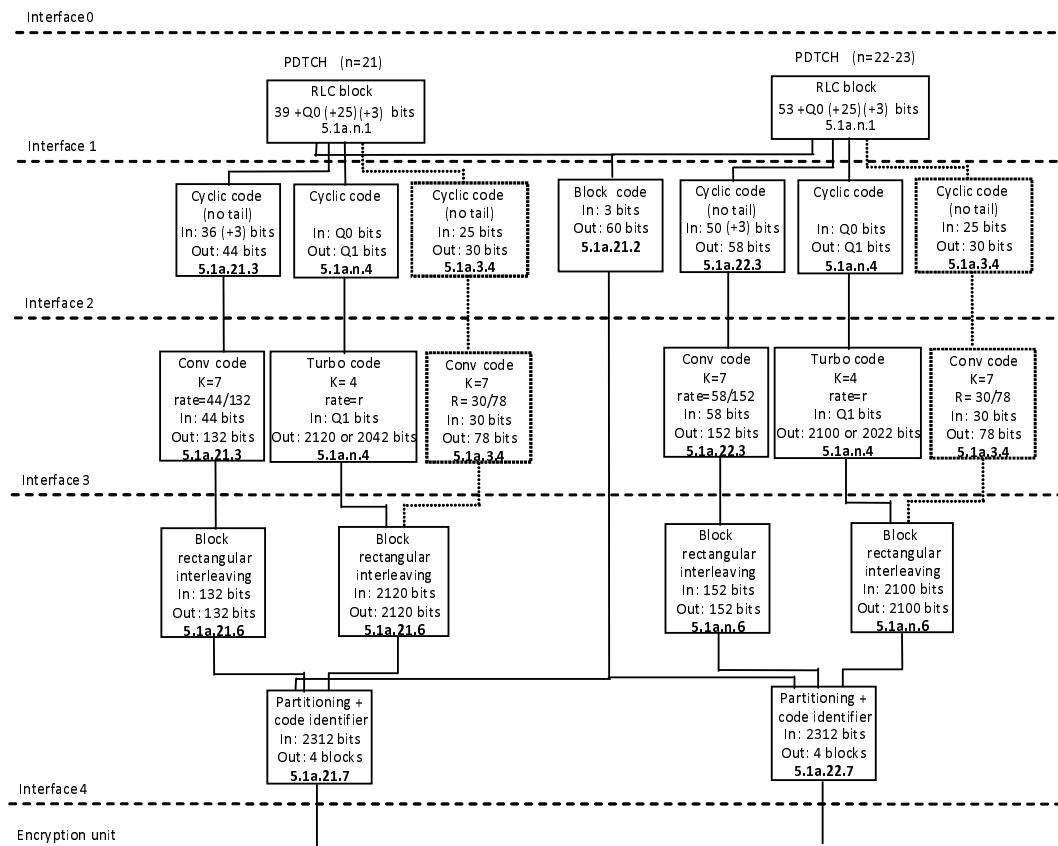 Interface 0
PDTCH (n=21)
RLC block
39 +Q0 (+25)(+3) bits
5.1a.n.1
PDTCH (n=22-23)
RLC block
53 +Q0 (+25)(+3) bits
5.1a.n.1
Interface 1
Cyclic code
(no tail)
In: 36 (+3) bits
Out: 44 bits
5.1a.21.3
Cyclic code
In: Q0 bits
Out: Q1 bits
5.1a.n.4
Cyclic code
(no tail)
In: 25 bits
Out: 30 bits
5.1a.3.4
Block code
In: 3 bits
Out: 60 bits
5.1a.21.2
Cyclic code
(no tail)
In: 50 (+3) bits
Out: 58 bits
5.1a.22.3
Cyclic code
In: Q0 bits
Out: Q1 bits
5.1a.n.4
Cyclic code
(no tail)
In: 25 bits
Out: 30 bits
5.1a.3.4
Interface 2
Conv code
K=7
rate=44/132
In: 44 bits
Out: 132 bits
5.1a.21.3
Turbo code
K= 4
rate=r
In: Q1 bits
Out: 2120 or 2042 bits
5.1a.n.4
Conv code
K=7
R= 30/78
In: 30 bits
Out: 78 bits
5.1a.3.4
Conv code
K=7
rate=58/152
In: 58 bits
Out: 152 bits
5.1a.22.3
Turbo code
K=4
rate=r
In: Q1 bits
Out: 2100 or 2022 bits
5.1a.n.4
Conv code
K=7
R= 30/78
In: 30 bits
Out: 78 bits
5.1a.3.4
Interface 3
Block
rectangular
interleaving
In: 132 bits
Out: 132 bits
5.1a.21.6
Block
rectangular
interleaving
In: 2120 bits
Out: 2120 bits
5.1a.21.6
Block
rectangular
interleaving
In: 152 bits
Out: 152 bits
5.1a.n.6
Block
rectangular
interleaving
In: 2100 bits
Out: 2100 bits
5.1a.n.6
Partitioning +
code identifier
In: 2312 bits
Out: 4 blocks
5.1a.21.7
Partitioning +
code identifier
In: 2312 bits
Out: 4 blocks
5.1a.22.7
Interface 4
Encryption unit